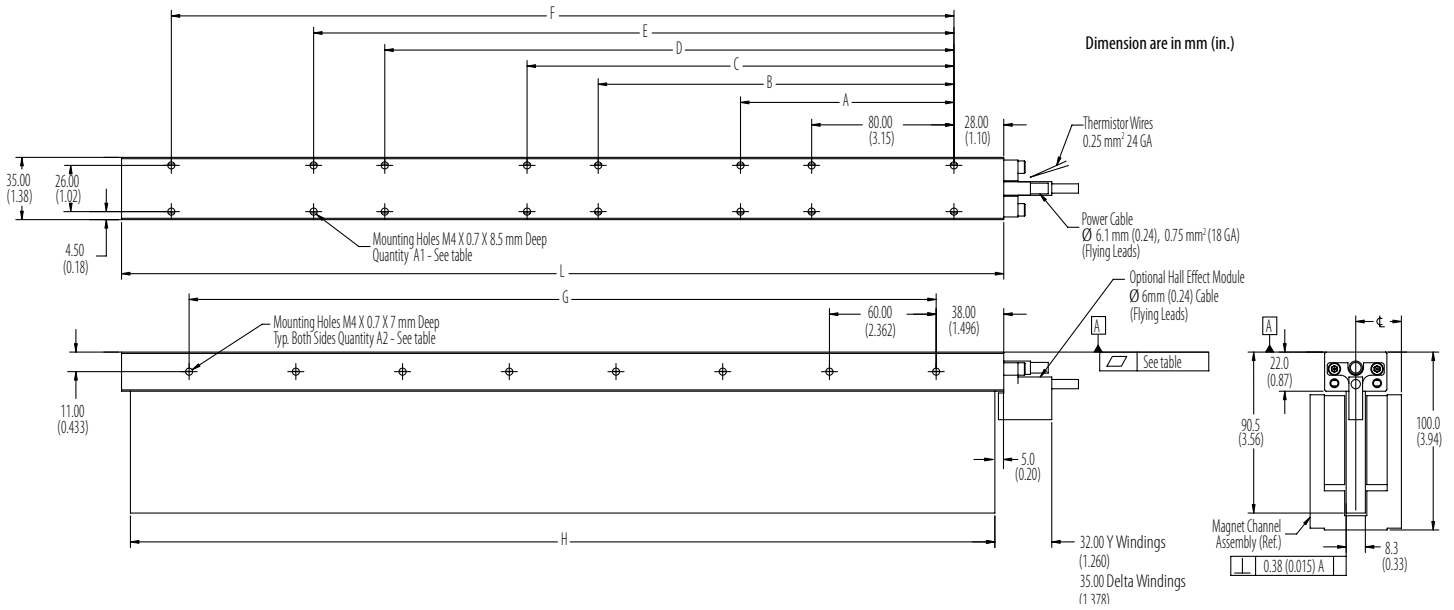 F
E
Dimension are in mm (in.)
D
C
B
A
80.00
(3.15)
28.00
(1.10)
Thermistor Wires
0.25 mm² 24 GA
35.00
(1.38)
26.00
(1.02)
4.50
(0.18)
Mounting Holes M4 X 0.7 X 8.5 mm Deep
Quantity A1 - See table
Power Cable
Ø 6.1 mm (0.24), 0.75 mm² (18 GA)
(Flying Leads)
L
Optional Hall Effect Module
Ø 6mm (0.24) Cable
(Flying Leads)
G
Mounting Holes M4 X 0.7 X 7 mm Deep
Typ. Both Sides Quantity A2 - See table
60.00
(2.362)
38.00
(1.496)
A
See table
A
℄
22.0
(0.87)
11.00
(0.433)
90.5
(3.56)
100.0
(3.94)
5.0
(0.20)
Magnet Channel
Assembly (Ref.)
H
32.00 Y Windings
(1.260)
35.00 Delta Windings
(1.378)
8.3
(0.33)
⊥ 0.38 (0.015) A